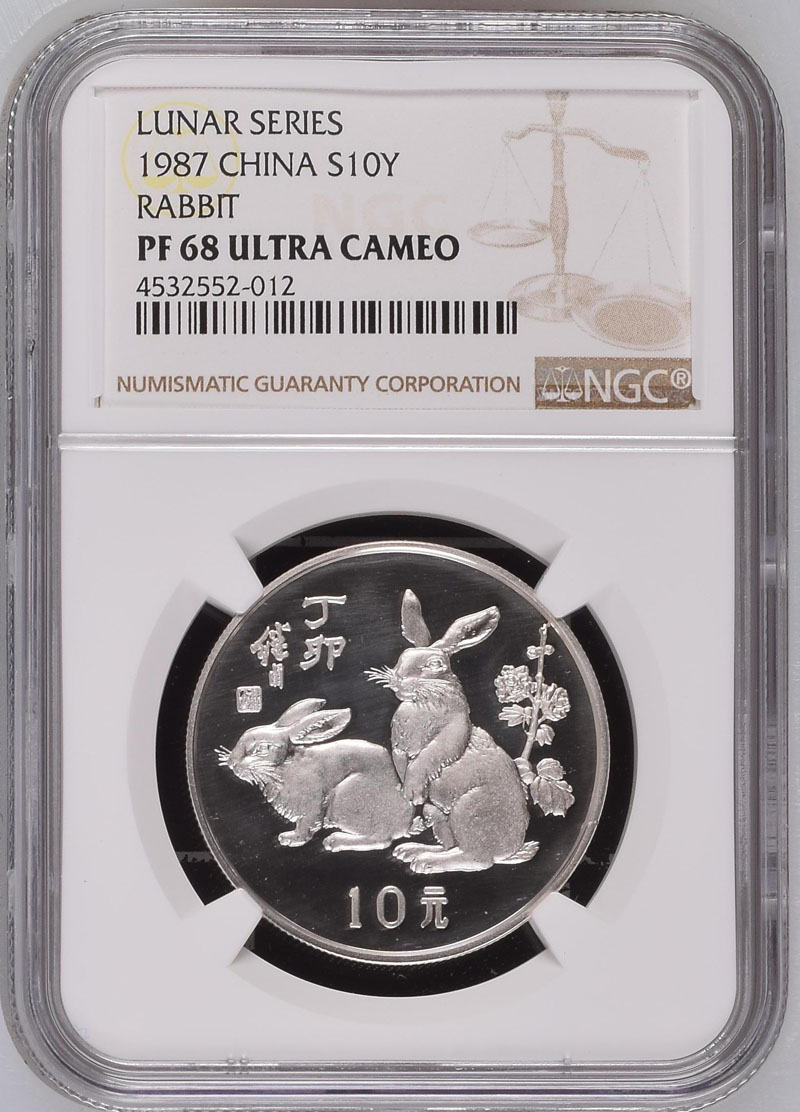 LUNAR SERIES
1987 CHINA S10Y
RABBIT
PF 68 ULTRA CAMEO
4532552-012
NGC
NUMISMATIC GUARANTY CORPORATION
NGC®
丁卯
10元